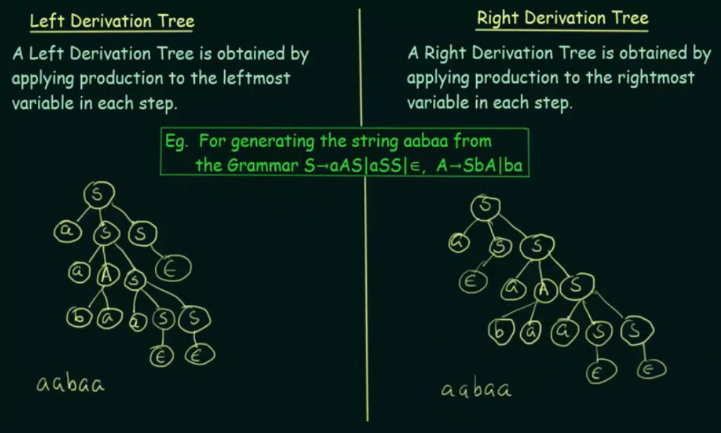 Left Derivation Tree
A Left Derivation Tree is obtained by
applying production to the leftmost
variable in each step.
Right Derivation Tree
A Right Derivation Tree is obtained by
applying production to the rightmost
variable in each step.
Eg. For generating the string aabaa from
the Grammar S→aAS|aSS|∈, A→SbA|ba
S
a S S
a A S ∈
b a a S S
∈ ∈
aabaa
S
a S S
∈ a A S
b a a S S
∈ ∈
aabaa